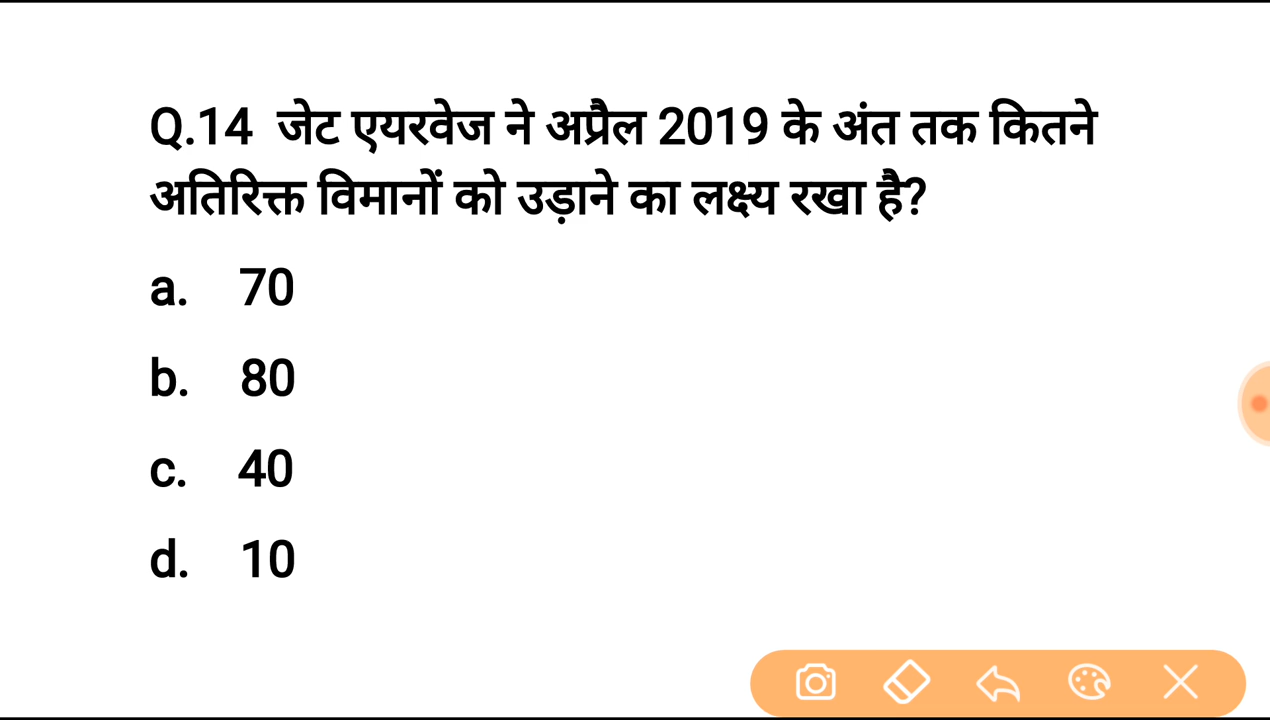 Q.14 जेट एयरवेज ने अप्रैल 2019 के अंत तक कितने
अतिरिक्त विमानों को उड़ाने का लक्ष्य रखा है?
a. 70
b. 80
c. 40
d. 10